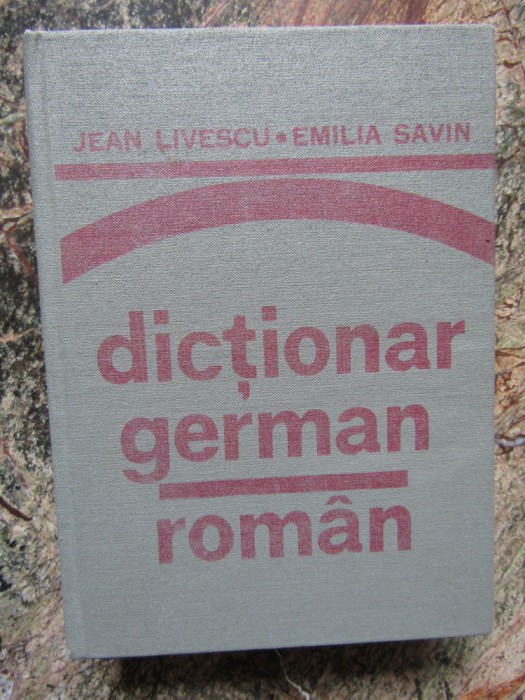 JEAN LIVESCU • EMILIA SAVIN
dicționar
german
român